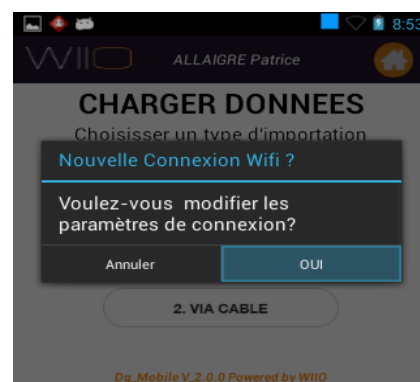 8:53
WIIO
ALLAIGRE Patrice
CHARGER DONNEES
Choisisser un type d'importation
Nouvelle Connexion Wifi ?
Voulez-vous modifier les
paramètres de connexion?
Annuler
OUI
2. VIA CABLE
Dq_Mobile V_2.0.0 Powered by WIIO